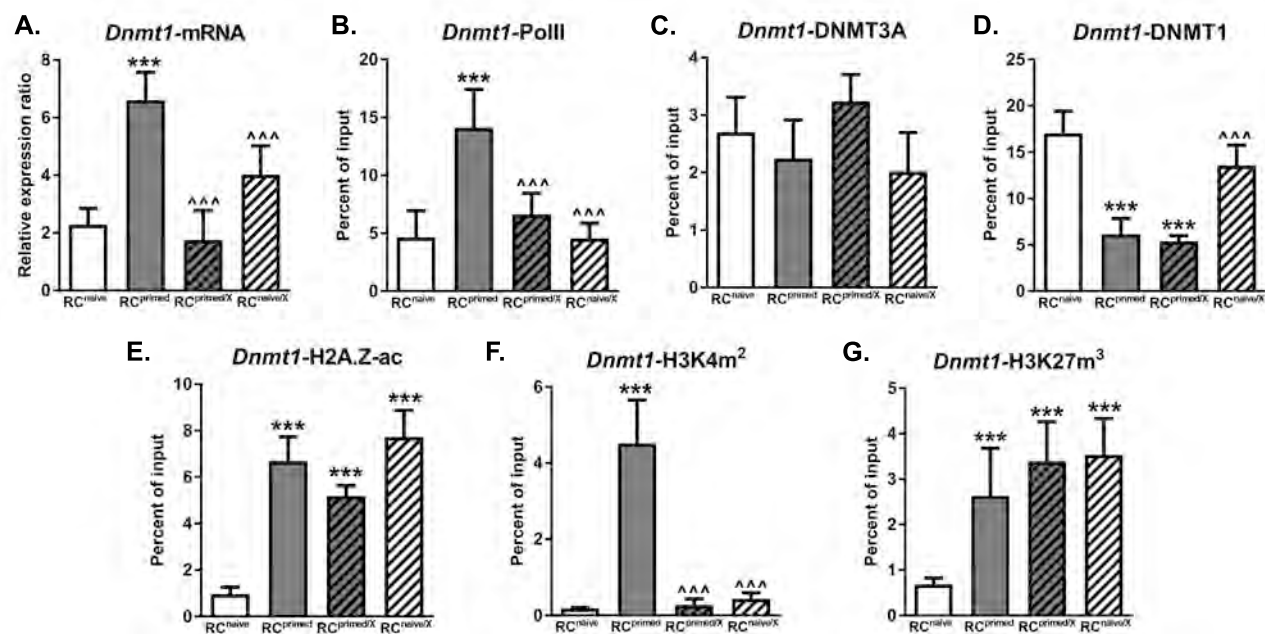 A.
Dnmt1-mRNA
Relative expression ratio
8
6
4
2
0
***
^^^
^^^
RCnaive
RCprimed
RCprimed/X
RCnaive/X
B.
Dnmt1-PolII
Percent of input
20
15
10
5
0
***
^^^
^^^
RCnaive
RCprimed
RCprimed/X
RCnaive/X
C.
Dnmt1-DNMT3A
Percent of input
4
3
2
1
0
RCnaive
RCprimed
RCprimed/X
RCnaive/X
D.
Dnmt1-DNMT1
Percent of input
25
20
15
10
5
0
***
***
^^^
RCnaive
RCprimed
RCprimed/X
RCnaive/X
E.
Dnmt1-H2A.Z-ac
Percent of input
10
8
6
4
2
0
***
***
***
RCnaive
RCprimed
RCprimed/X
RCnaive/X
F.
Dnmt1-H3K4m²
Percent of input
6
4
2
0
***
^^^
^^^
RCnaive
RCprimed
RCprimed/X
RCnaive/X
G.
Dnmt1-H3K27m³
Percent of input
5
4
3
2
1
0
***
***
***
RCnaive
RCprimed
RCprimed/X
RCnaive/X